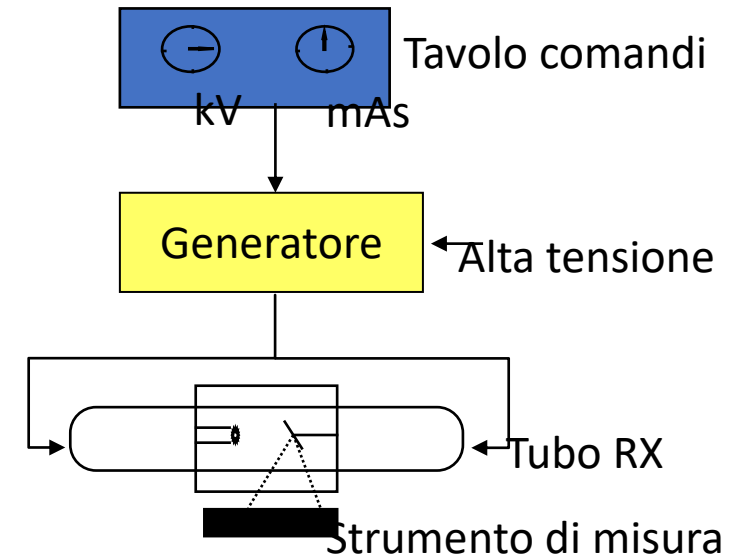 Tavolo comandi
kV mAs
Generatore
Alta tensione
Tubo RX
Strumento di misura